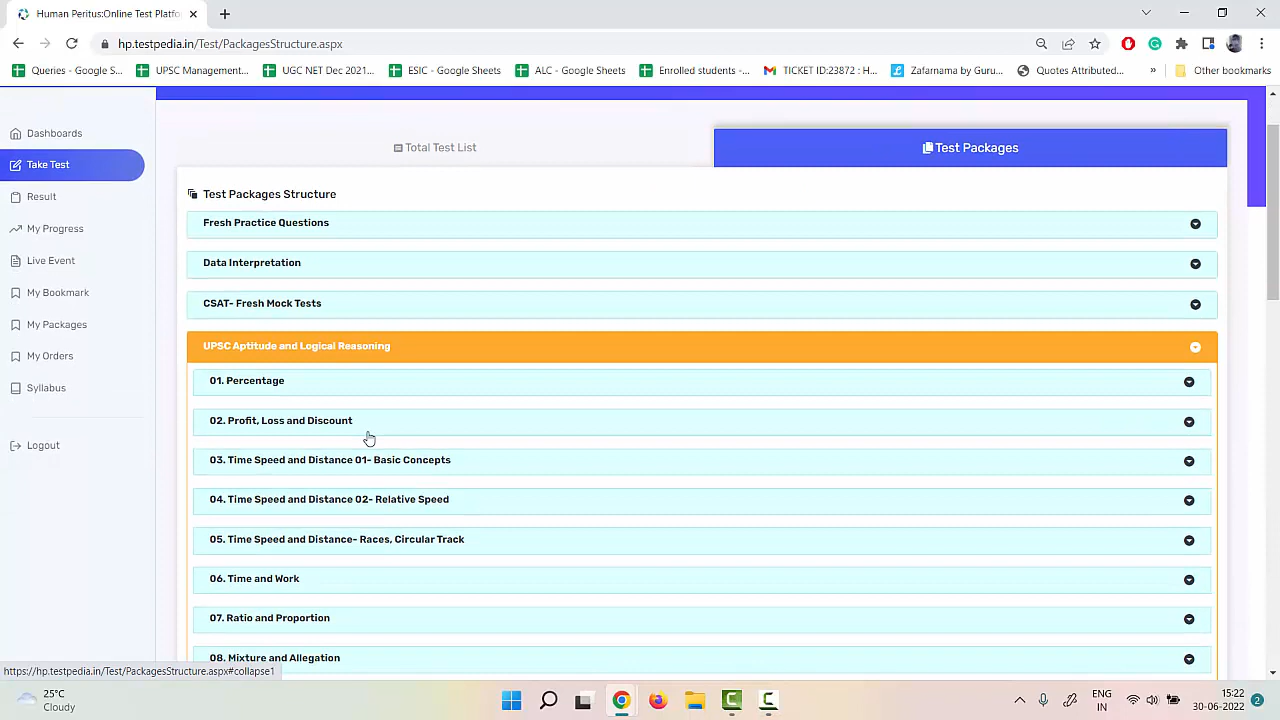 Human Peritus:Online Test Platfo
hp.testpedia.in/Test/PackagesStructure.aspx
Queries - Google S...
UPSC Management...
UGC NET Dec 2021...
ESIC - Google Sheets
ALC - Google Sheets
Enrolled students -...
TICKET ID:23872 : H...
Zafarnama by Guru...
Quotes Attributed...
»
Other bookmarks
Dashboards
Take Test
Result
My Progress
Live Event
My Bookmark
My Packages
My Orders
Syllabus
Logout
Total Test List
Test Packages
Test Packages Structure
Fresh Practice Questions
Data Interpretation
CSAT- Fresh Mock Tests
UPSC Aptitude and Logical Reasoning
01. Percentage
02. Profit, Loss and Discount
03. Time Speed and Distance 01- Basic Concepts
04. Time Speed and Distance 02- Relative Speed
05. Time Speed and Distance- Races, Circular Track
06. Time and Work
07. Ratio and Proportion
08. Mixture and Allegation
https://hp.testpedia.in/Test/PackagesStructure.aspx#collapse1
25°C
Cloudy
ENG
IN
15:22
30-06-2022
2